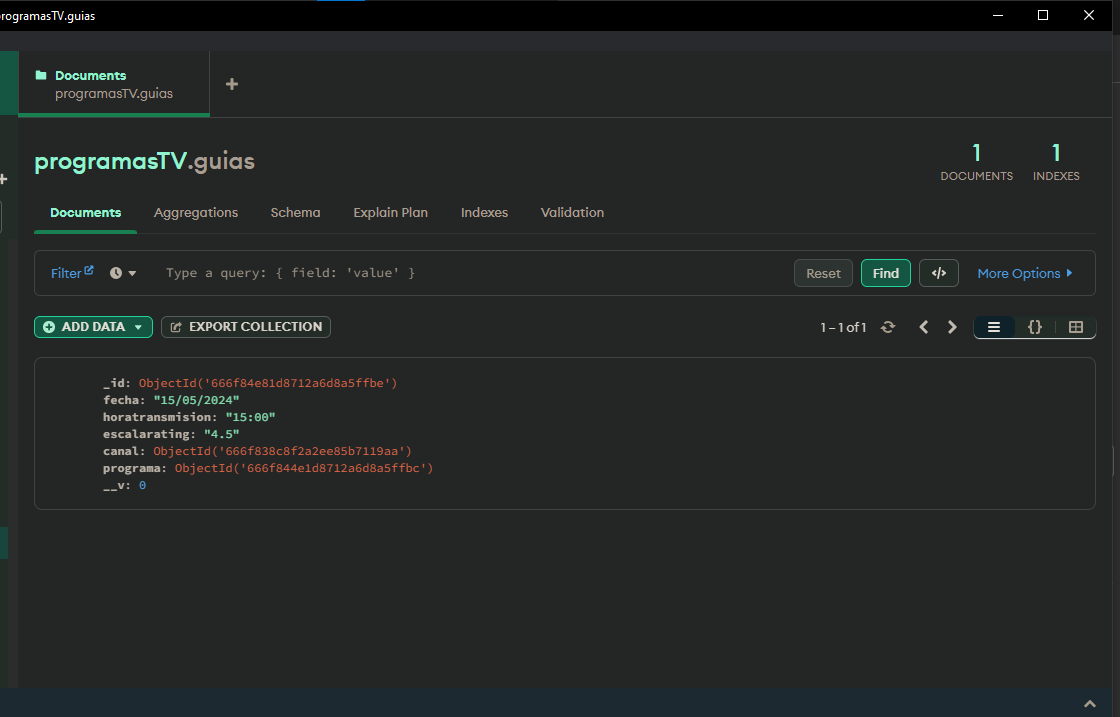 rogramasTV.guias
Documents
programasTV.guias
programasTV.guias
1
DOCUMENTS
1
INDEXES
Documents Aggregations Schema Explain Plan Indexes Validation
Filter Type a query: { field: 'value' } Reset Find </> More Options
ADD DATA EXPORT COLLECTION 1 – 1 of 1 {}
_id: ObjectId('666f84e81d8712a6d8a5ffbe')
fecha: "15/05/2024"
horatransmision: "15:00"
escalarating: "4.5"
canal: ObjectId('666f838c8f2a2ee85b7119aa')
programa: ObjectId('666f844e1d8712a6d8a5ffbc')
__v: 0